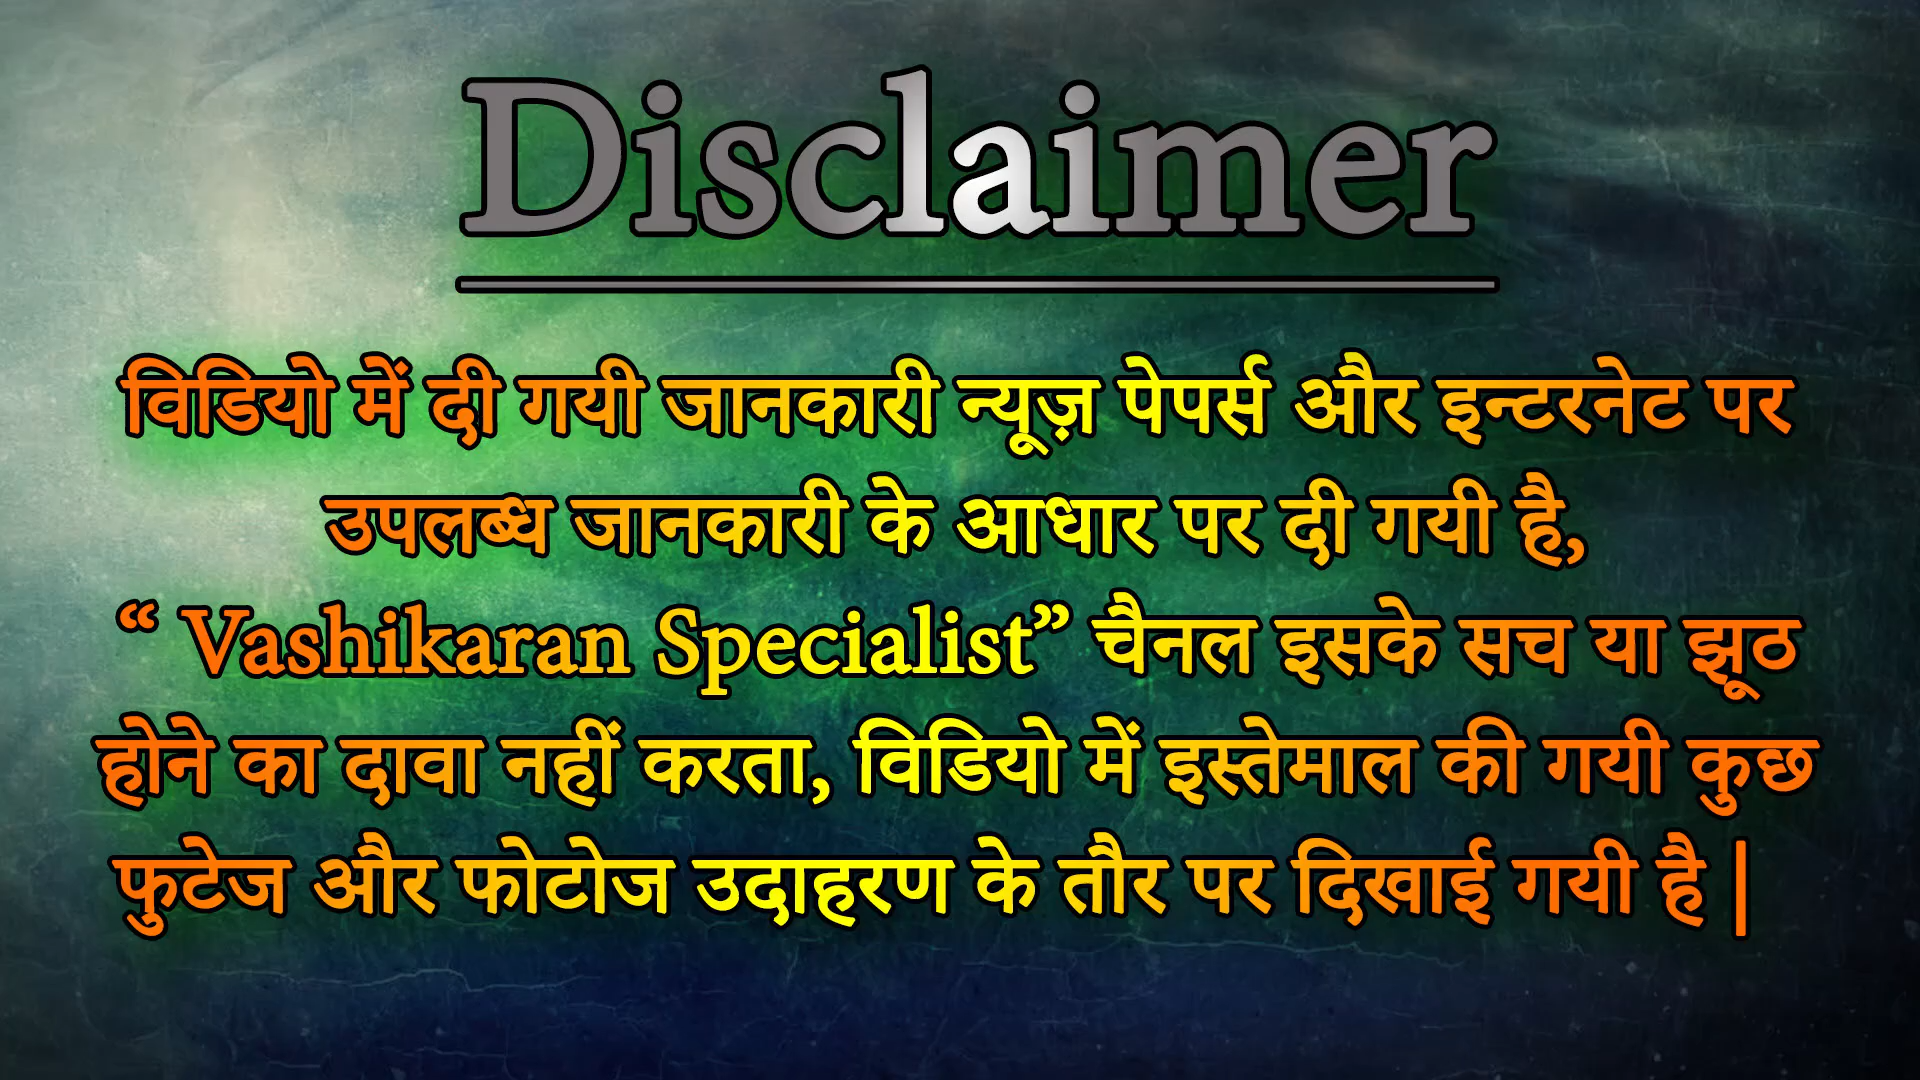 Disclaimer
विडियो में दी गयी जानकारी न्यूज़ पेपर्स और इन्टरनेट पर
उपलब्ध जानकारी के आधार पर दी गयी है,
“ Vashikaran Specialist” चैनल इसके सच या झूठ
होने का दावा नहीं करता, विडियो में इस्तेमाल की गयी कुछ
फुटेज और फोटोज उदाहरण के तौर पर दिखाई गयी है |